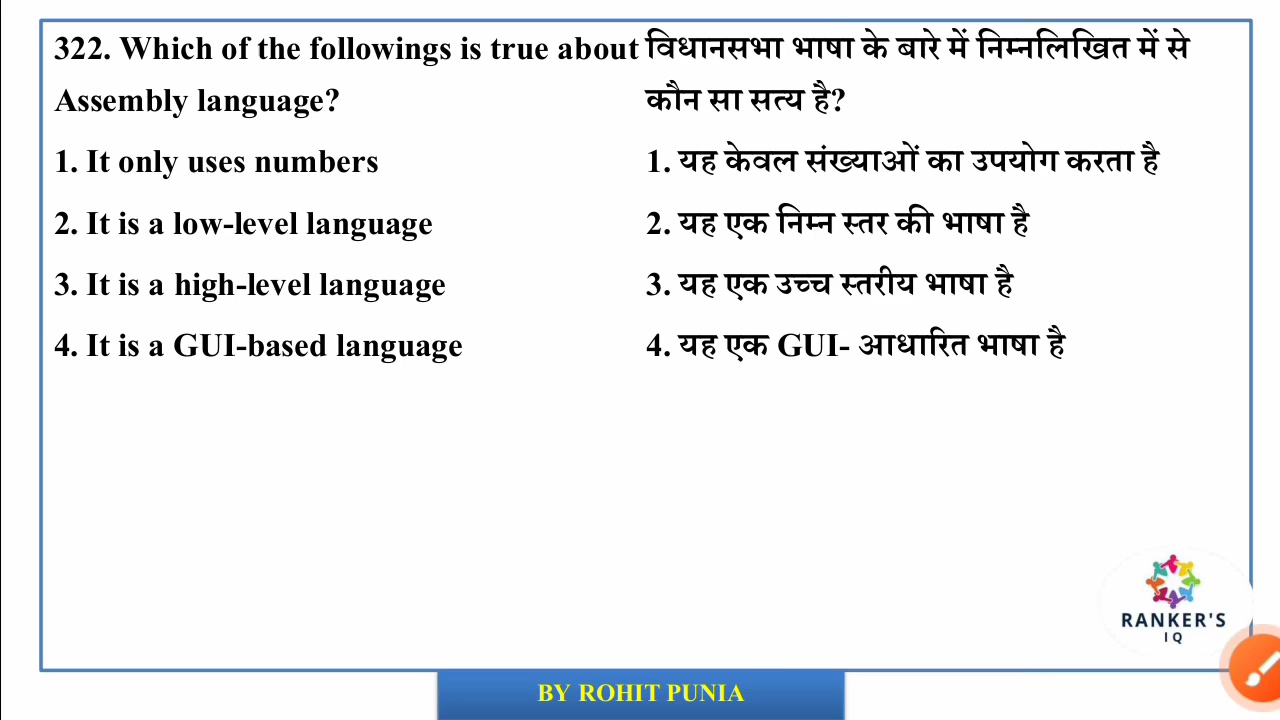 322. Which of the followings is true about
Assembly language?
1. It only uses numbers
2. It is a low-level language
3. It is a high-level language
4. It is a GUI-based language
विधानसभा भाषा के बारे में निम्नलिखित में से
कौन सा सत्य है?
1. यह केवल संख्याओं का उपयोग करता है
2. यह एक निम्न स्तर की भाषा है
3. यह एक उच्च स्तरीय भाषा है
4. यह एक GUI- आधारित भाषा है
RANKER'S
IQ
BY ROHIT PUNIA